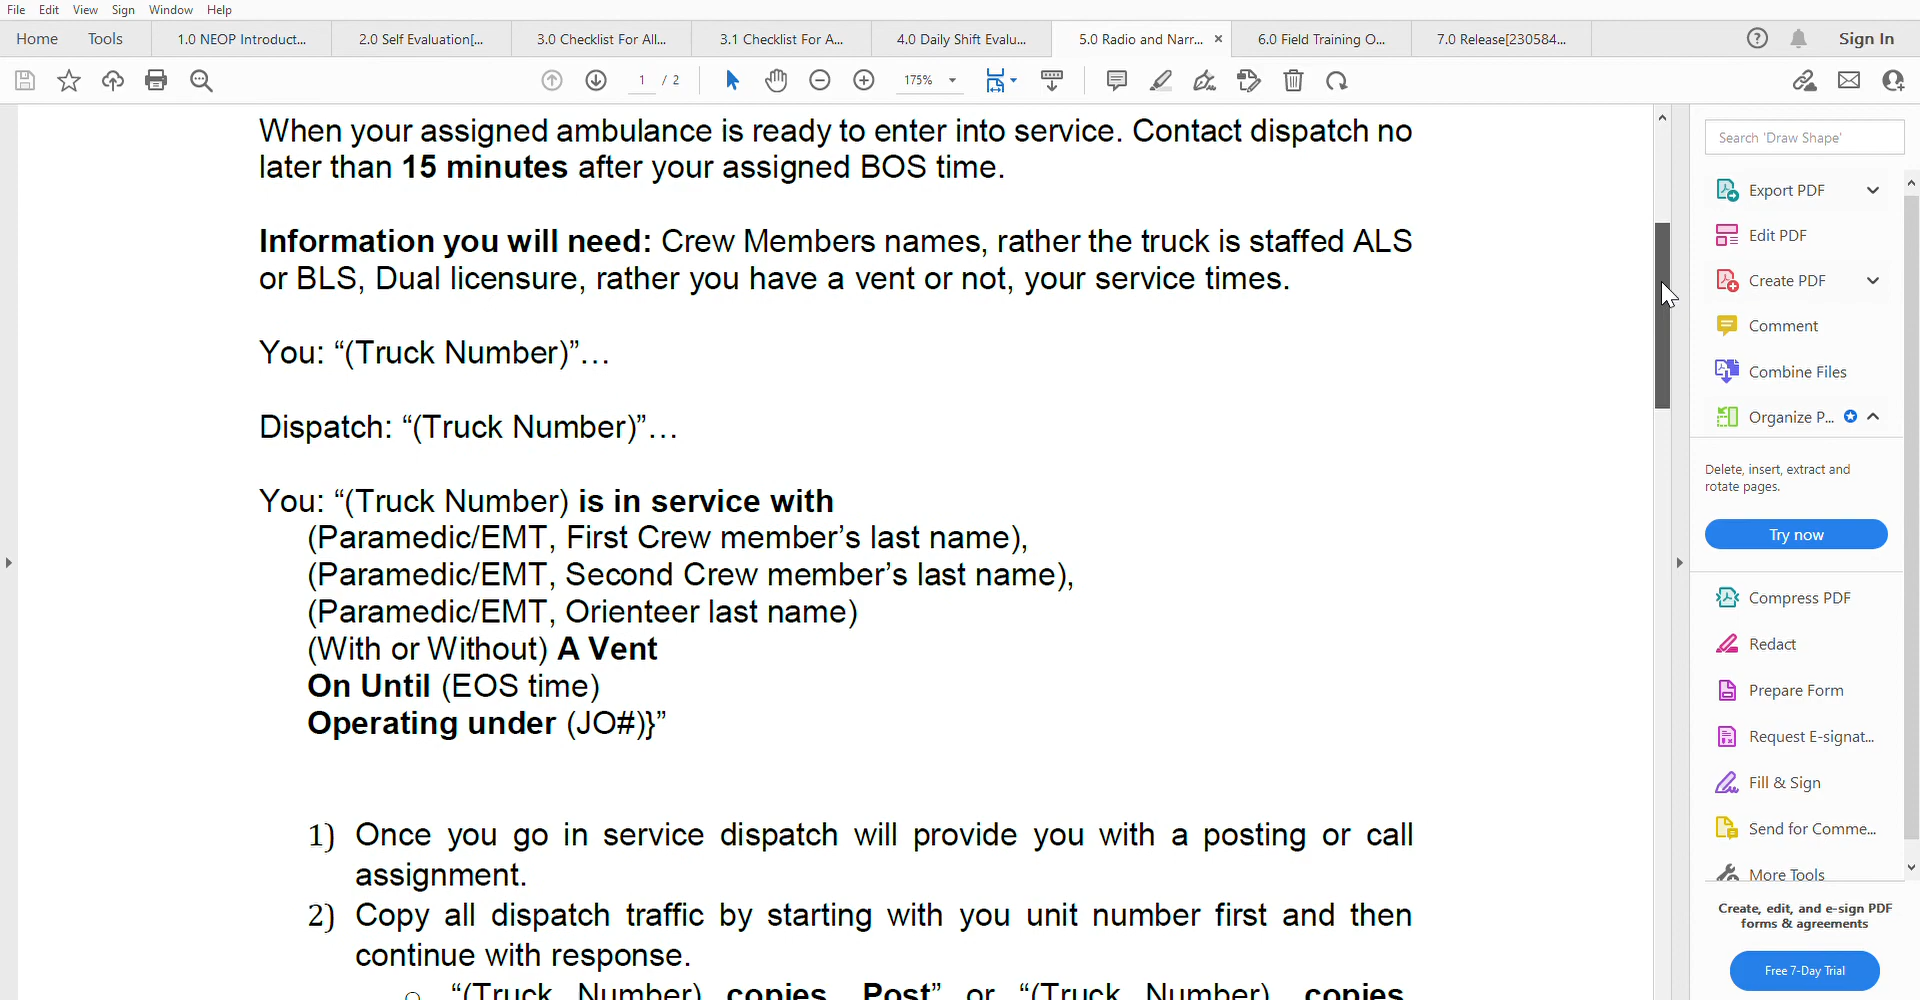 File Edit View Sign Window Help
Home Tools 1.0 NEOP Introduct... 2.0 Self Evaluation[... 3.0 Checklist For All... 3.1 Checklist For A... 4.0 Daily Shift Evalu... 5.0 Radio and Narr... × 6.0 Field Training O... 7.0 Release[230584... Sign In
1 / 2 175%
When your assigned ambulance is ready to enter into service. Contact dispatch no
later than 15 minutes after your assigned BOS time.
Information you will need: Crew Members names, rather the truck is staffed ALS
or BLS, Dual licensure, rather you have a vent or not, your service times.
You: “(Truck Number)”…
Dispatch: “(Truck Number)”…
You: “(Truck Number) is in service with
(Paramedic/EMT, First Crew member’s last name),
(Paramedic/EMT, Second Crew member’s last name),
(Paramedic/EMT, Orienteer last name)
(With or Without) A Vent
On Until (EOS time)
Operating under (JO#)}”
1) Once you go in service dispatch will provide you with a posting or call
assignment.
2) Copy all dispatch traffic by starting with you unit number first and then
continue with response.
o “(Truck Number) copies Post” or “(Truck Number) copies
Search 'Draw Shape'
Export PDF
Edit PDF
Create PDF
Comment
Combine Files
Organize P...
Delete, insert, extract and
rotate pages.
Try now
Compress PDF
Redact
Prepare Form
Request E-signat...
Fill & Sign
Send for Comme...
More Tools
Create, edit, and e-sign PDF
forms & agreements
Free 7-Day Trial